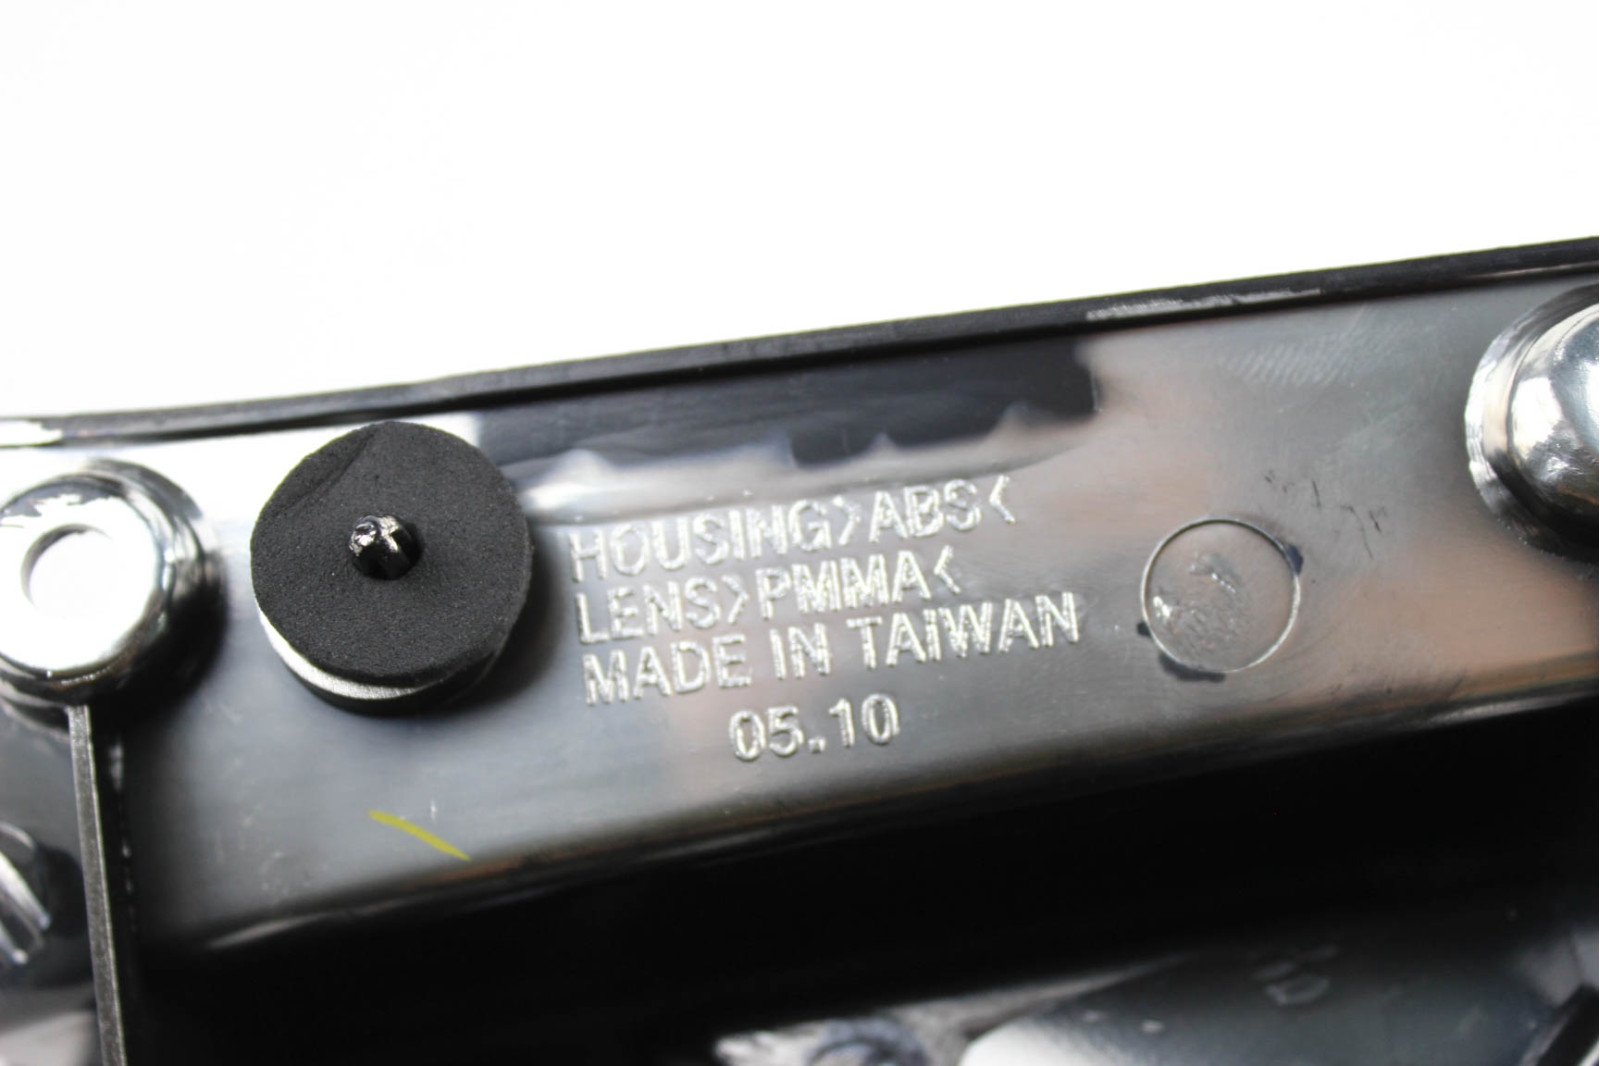 HOUSING>ABS<
LENS>PMMA<
MADE IN TAIWAN
05.10